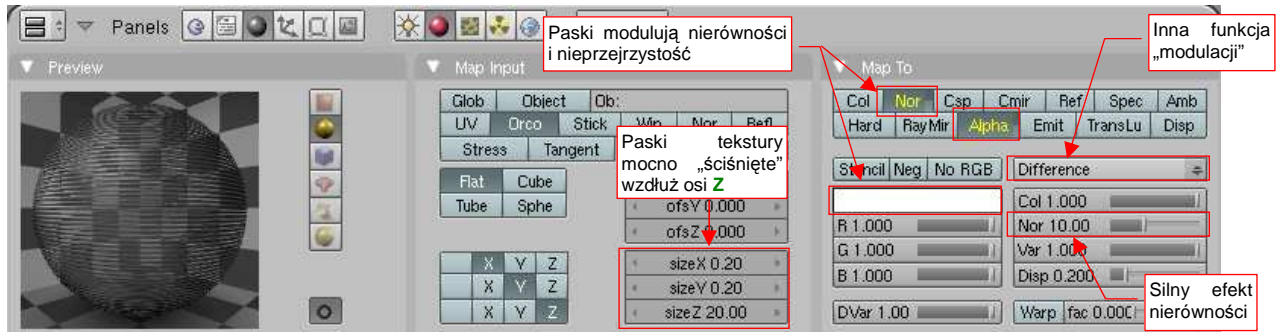 Panels
Paski modulują nierówności
i nieprzejrzystość
Inna funkcja
„modulacji”
Preview
Map Input
Map To
Glob Object Ob:
UV Orco Stick Win Nor Refl
Stress Tangent
Flat Cube
Tube Sphe
Paski tekstury
mocno „ściśnięte”
wzdłuż osi Z
ofsY 0.000
ofsZ 0.000
X Y Z
X Y Z
X Y Z
sizeX 0.20
sizeY 0.20
sizeZ 20.00
Col Nor Csp Cmir Ref Spec Amb
Hard RayMir Alpha Emit TransLu Disp
Stencil Neg No RGB
Difference
R 1.000
G 1.000
B 1.000
DVar 1.00
Col 1.000
Nor 10.00
Var 1.000
Disp 0.200
Warp fac 0.000
Silny efekt
nierówności